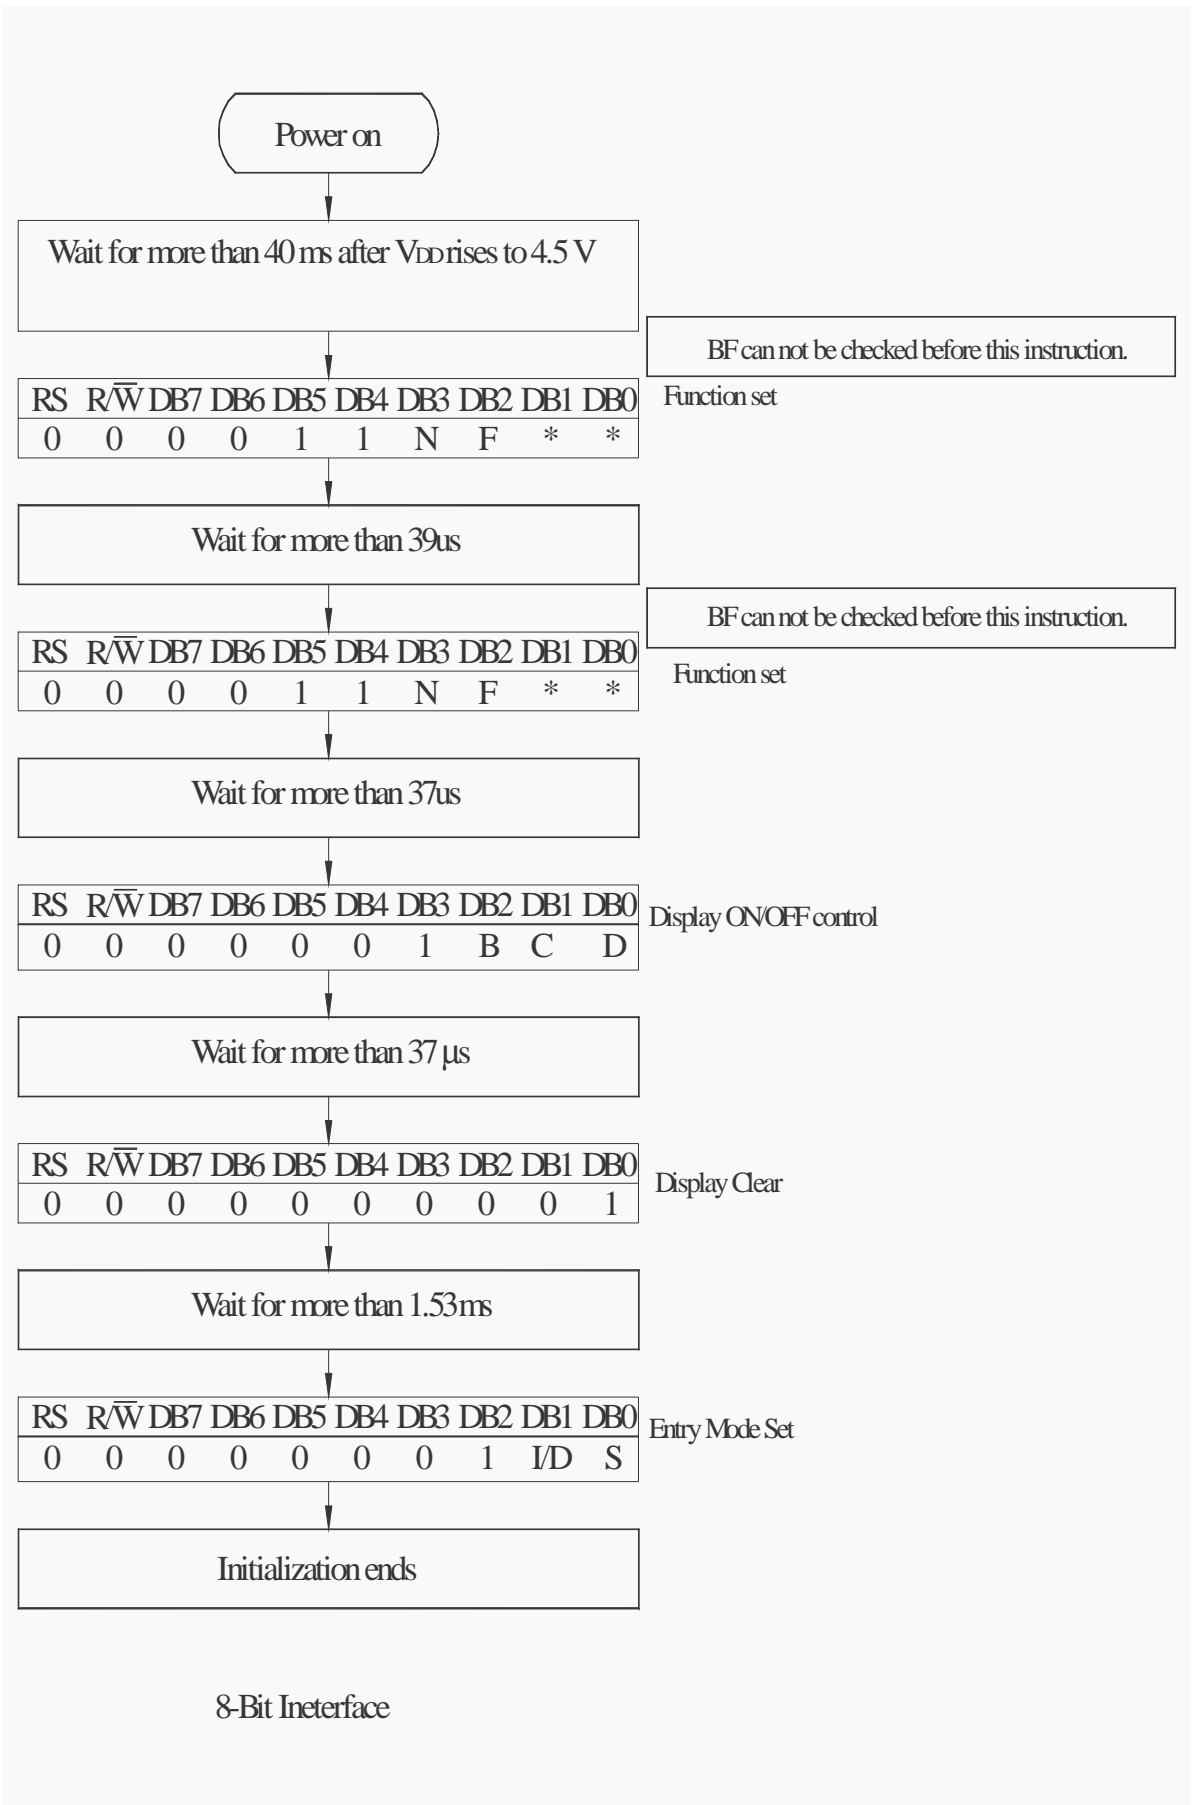 Power on
Wait for more than 40 ms after VDD rises to 4.5 V
BF can not be checked before this instruction.
RS R/W̅ DB7 DB6 DB5 DB4 DB3 DB2 DB1 DB0
Function set
0 0 0 0 1 1 N F * *
Wait for more than 39us
BF can not be checked before this instruction.
RS R/W̅ DB7 DB6 DB5 DB4 DB3 DB2 DB1 DB0
Function set
0 0 0 0 1 1 N F * *
Wait for more than 37us
RS R/W̅ DB7 DB6 DB5 DB4 DB3 DB2 DB1 DB0
Display ON/OFF control
0 0 0 0 0 0 1 B C D
Wait for more than 37 μs
RS R/W̅ DB7 DB6 DB5 DB4 DB3 DB2 DB1 DB0
Display Clear
0 0 0 0 0 0 0 0 0 1
Wait for more than 1.53ms
RS R/W̅ DB7 DB6 DB5 DB4 DB3 DB2 DB1 DB0
Entry Mode Set
0 0 0 0 0 0 0 1 I/D S
Initialization ends
8-Bit Ineterface